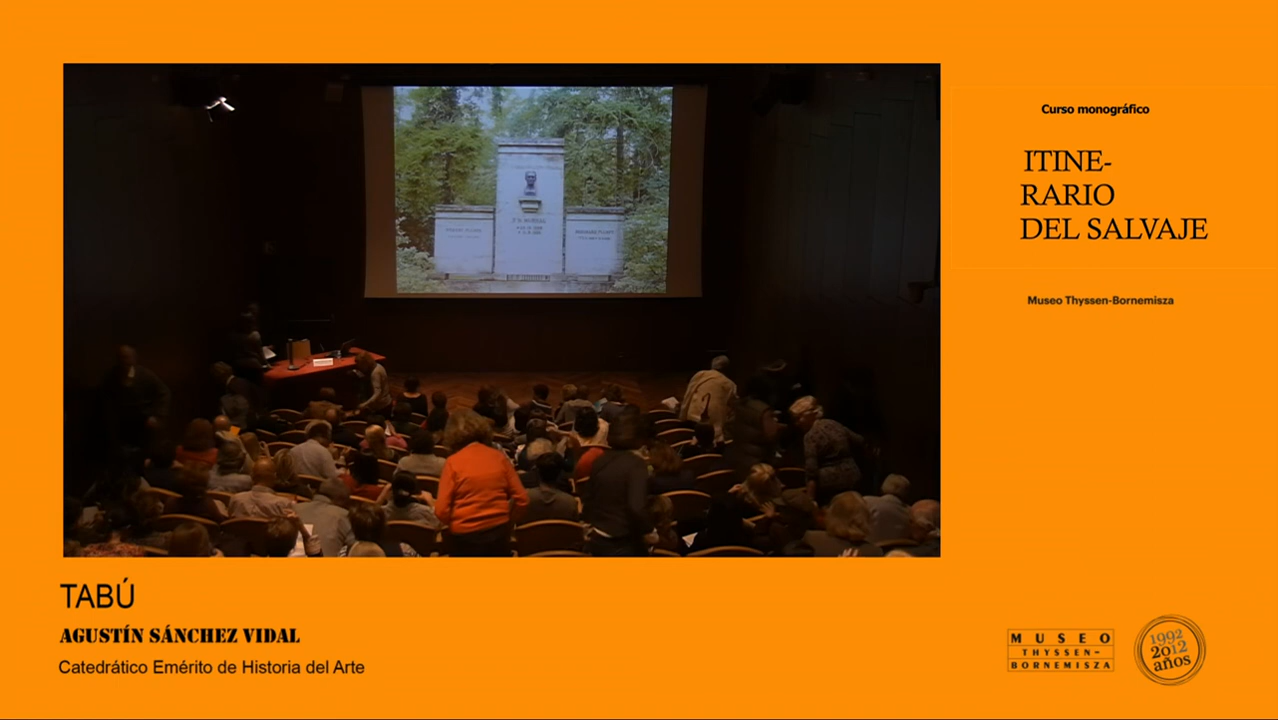 Curso monográfico
ITINE-
RARIO
DEL SALVAJE
Museo Thyssen-Bornemisza
TABÚ
AGUSTÍN SÁNCHEZ VIDAL
Catedrático Emérito de Historia del Arte
MUSEO
THYSSEN-
BORNEMISZA
1992
2012
años